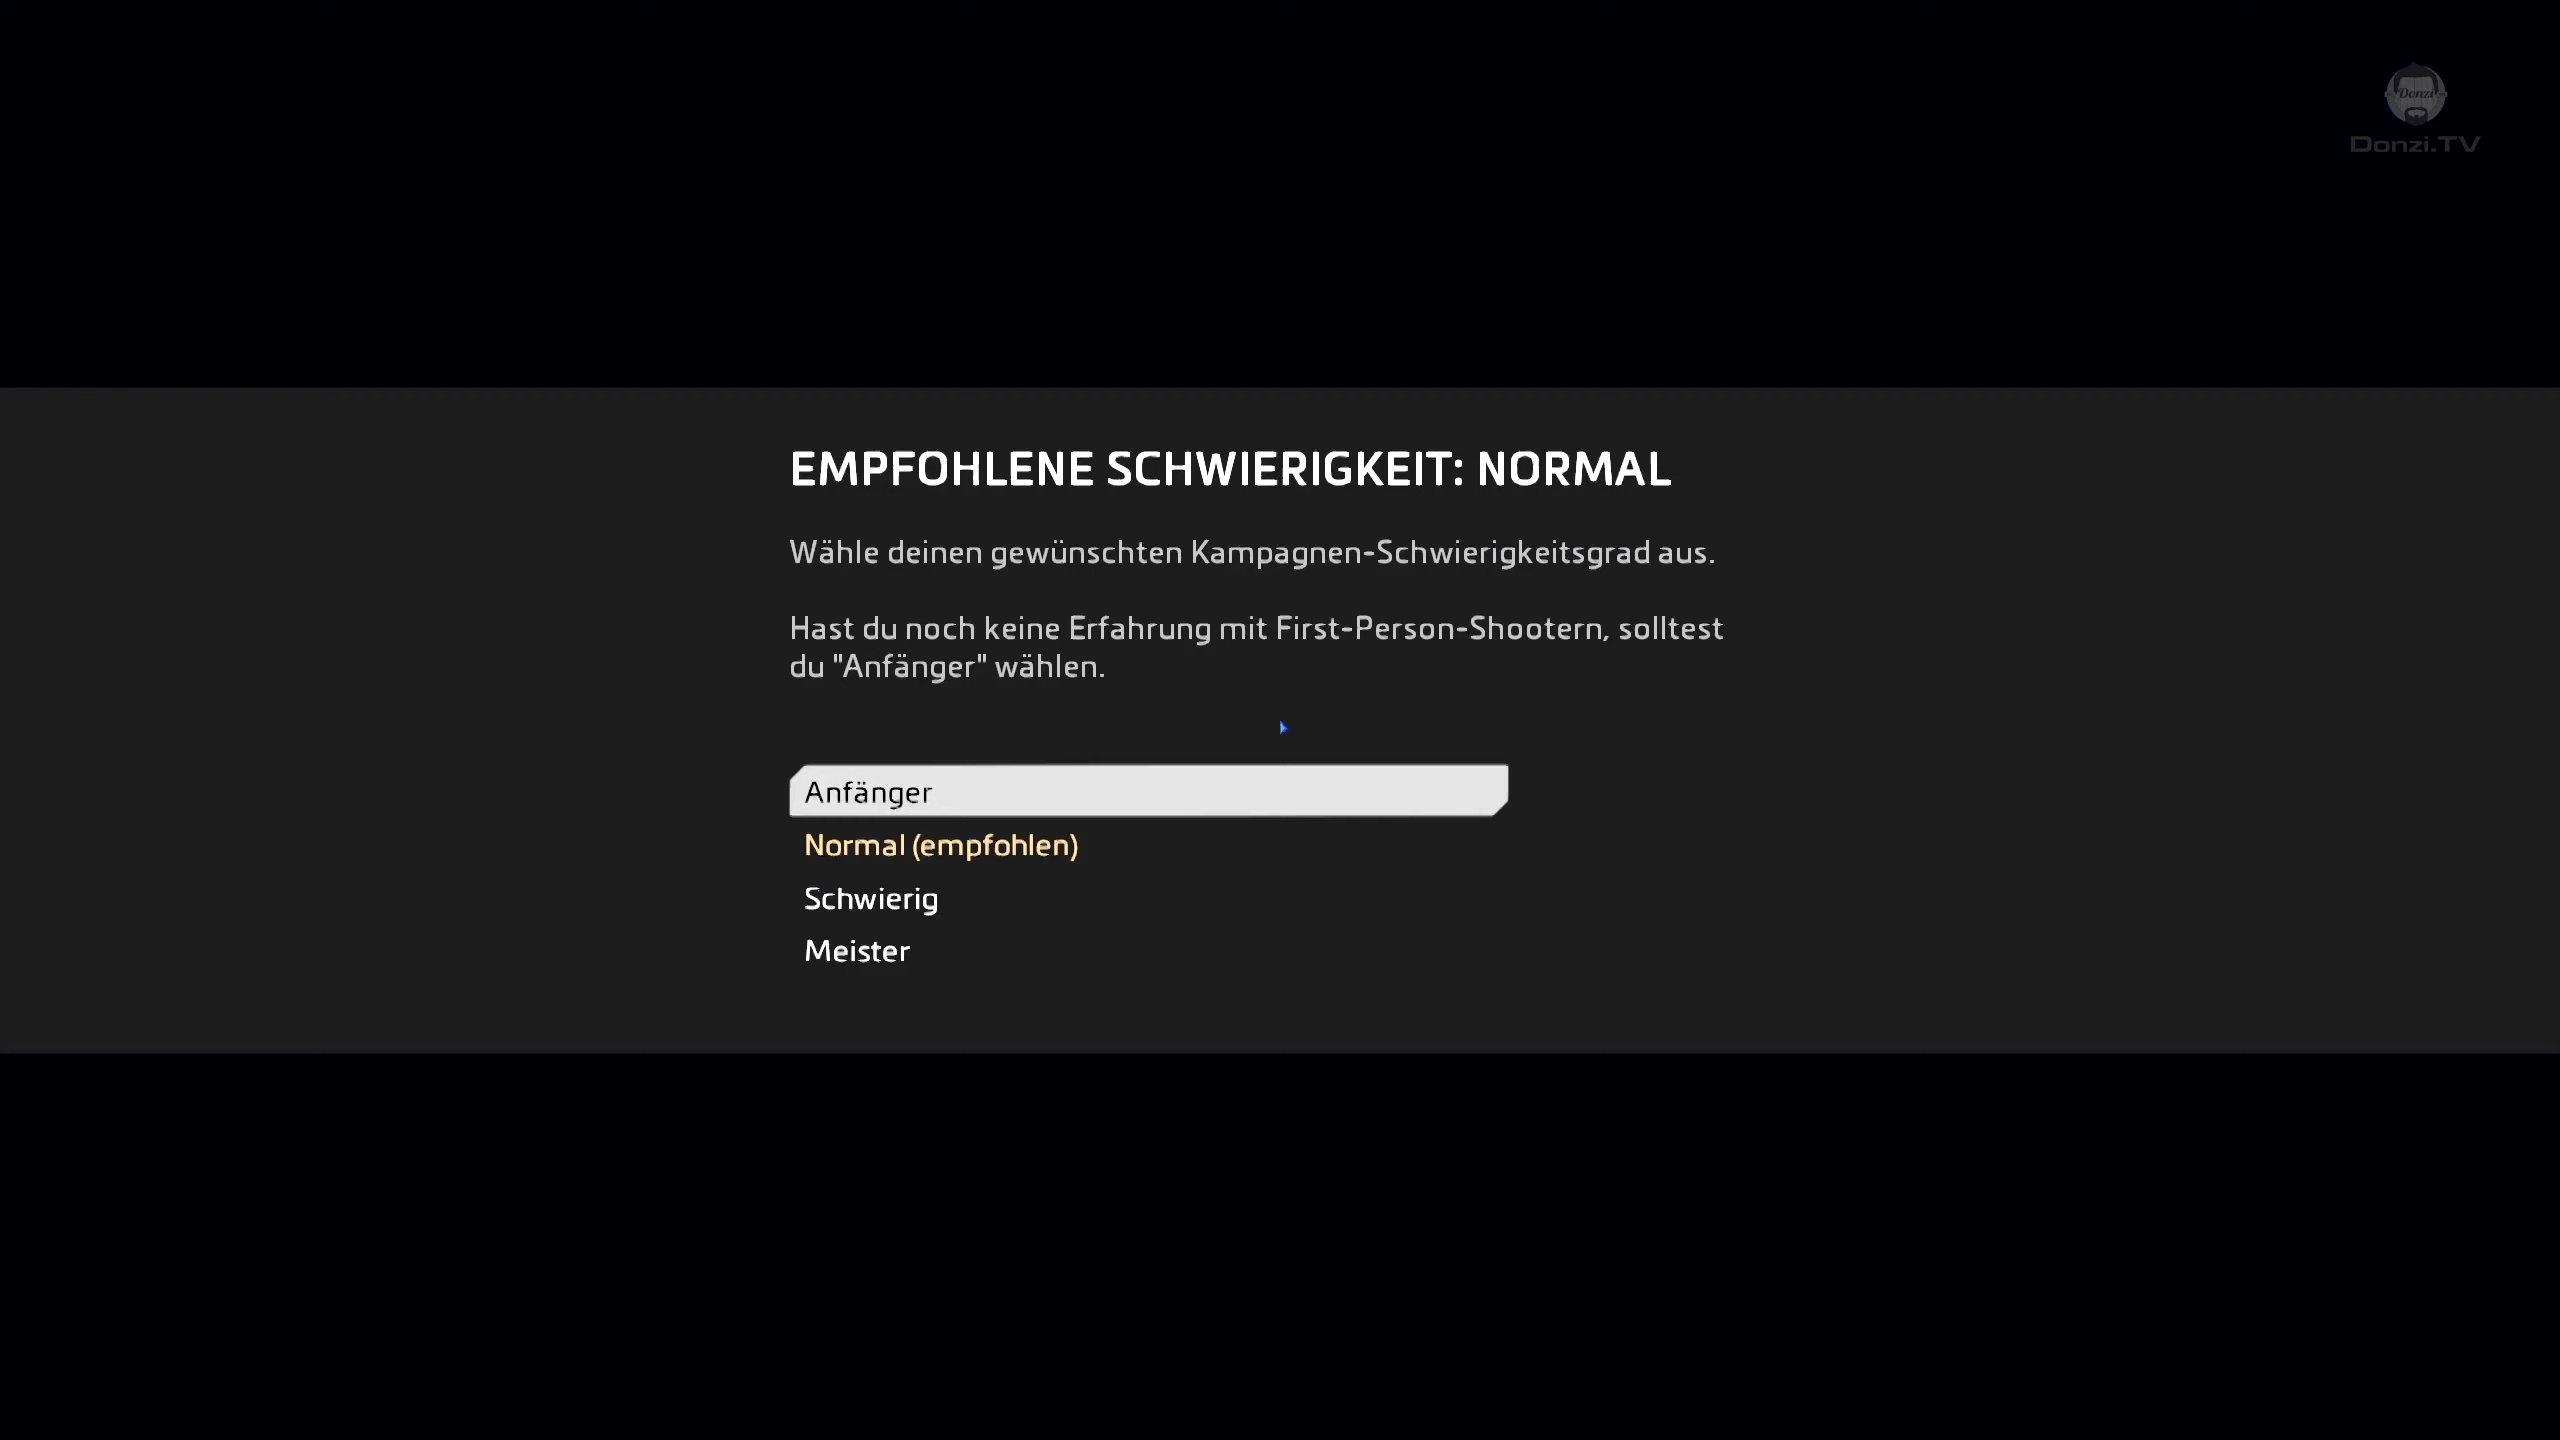 Donzi
Donzi.TV
EMPFOHLENE SCHWIERIGKEIT: NORMAL
Wähle deinen gewünschten Kampagnen-Schwierigkeitsgrad aus.
Hast du noch keine Erfahrung mit First-Person-Shootern, solltest
du "Anfänger" wählen.
Anfänger
Normal (empfohlen)
Schwierig
Meister